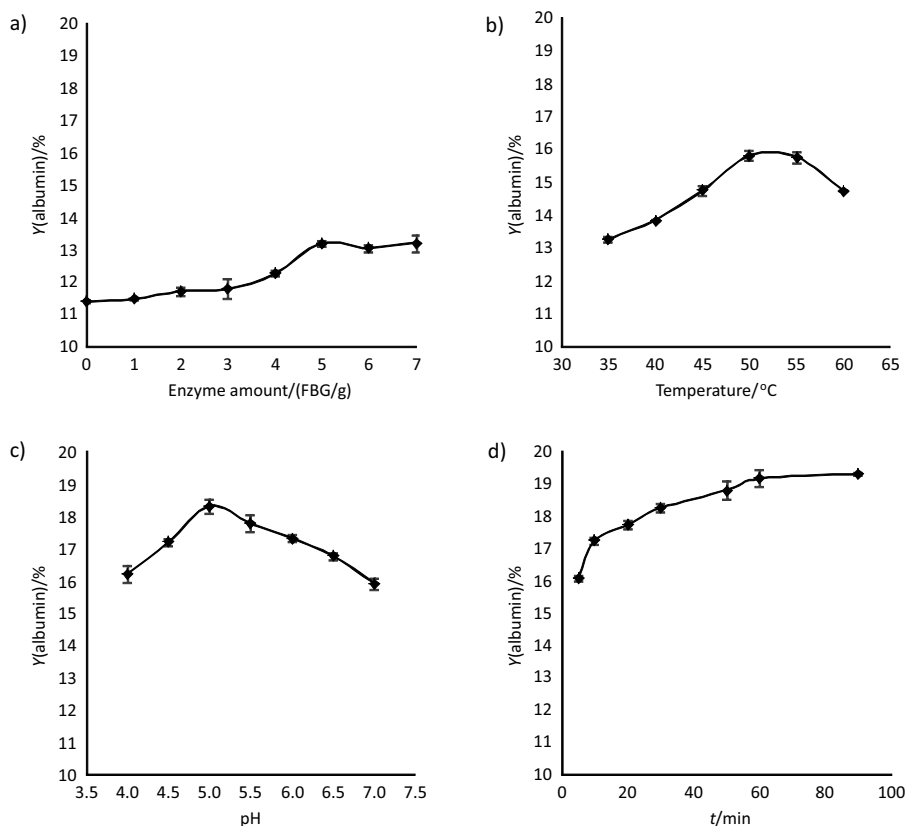 a)
20
19
18
17
16
15
14
13
12
11
10
Y(albumin)/%
0 1 2 3 4 5 6 7
Enzyme amount/(FBG/g)
b)
20
19
18
17
16
15
14
13
12
11
10
Y(albumin)/%
30 35 40 45 50 55 60 65
Temperature/°C
c)
20
19
18
17
16
15
14
13
12
11
10
Y(albumin)/%
3.5 4.0 4.5 5.0 5.5 6.0 6.5 7.0 7.5
pH
d)
20
19
18
17
16
15
14
13
12
11
10
Y(albumin)/%
0 20 40 60 80 100
t/min